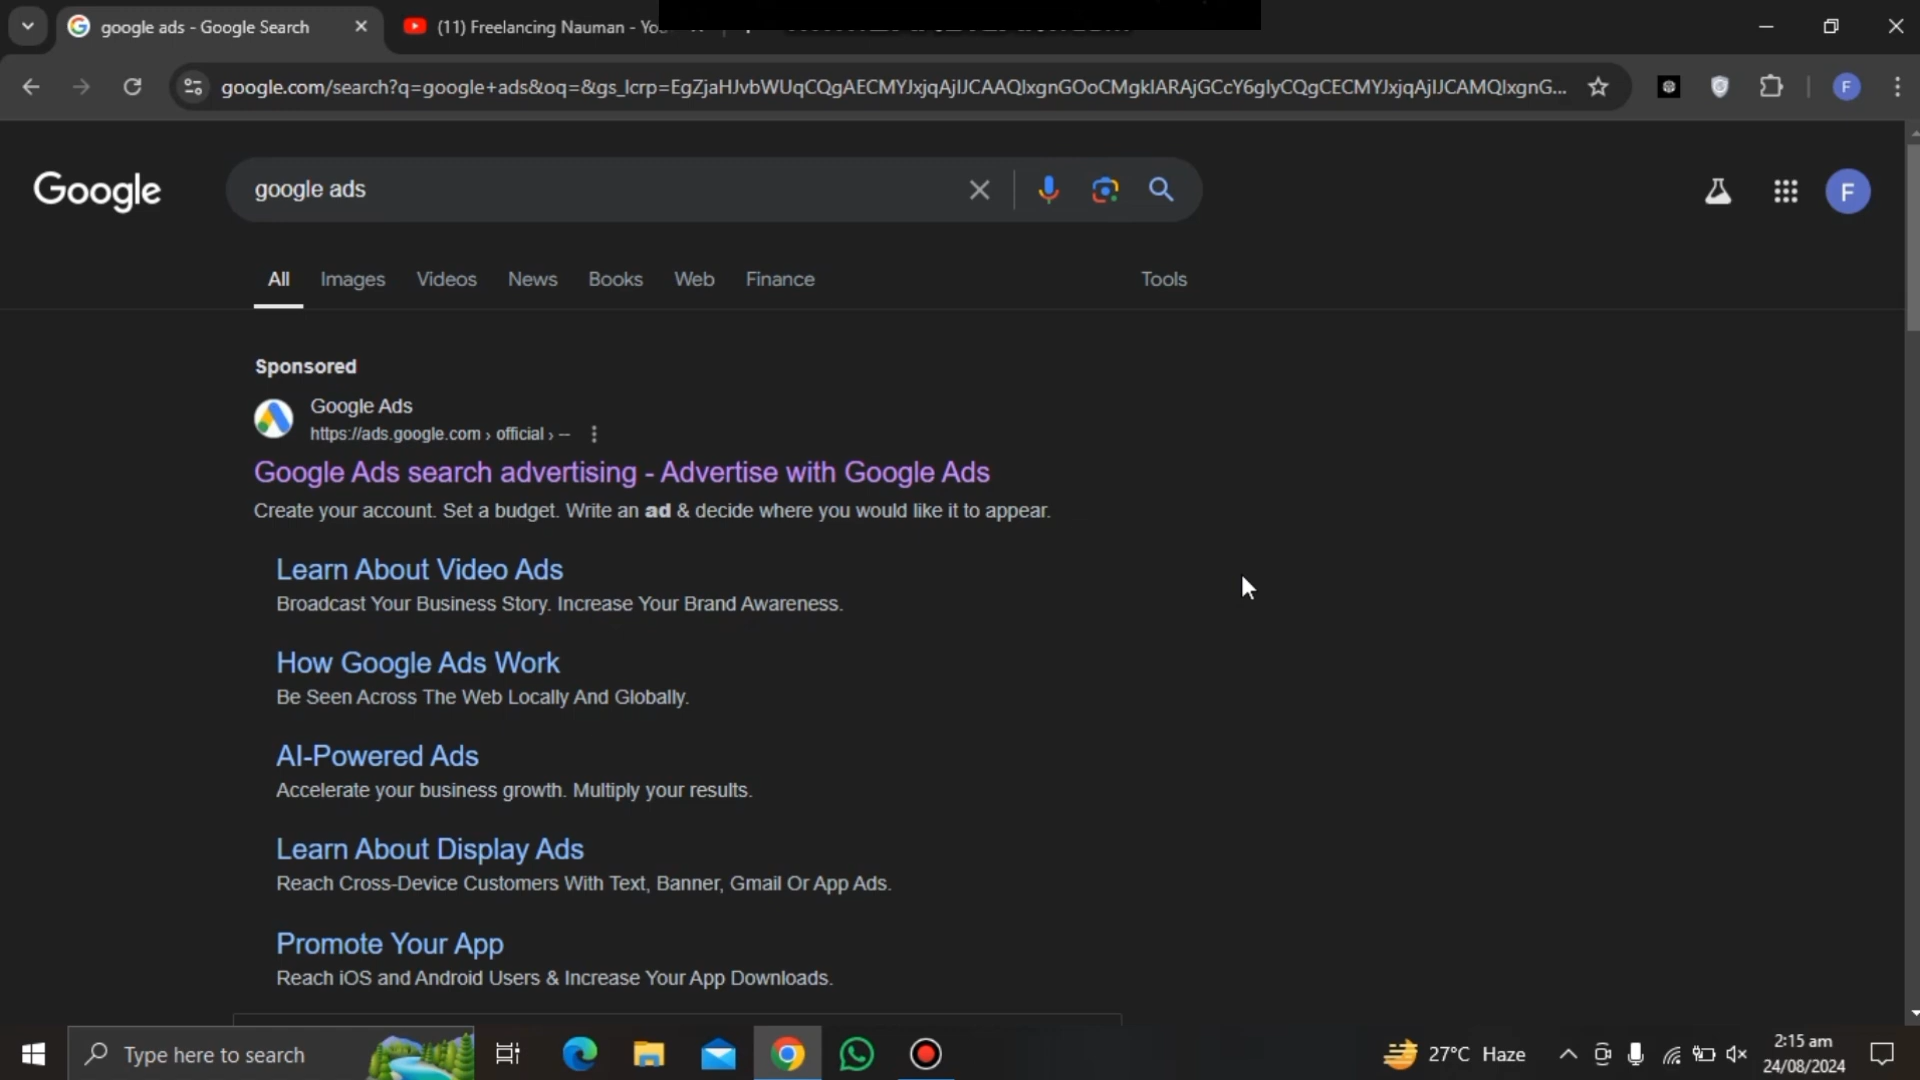 google ads - Google Search
(11) Freelancing Nauman - You
google.com/search?q=google+ads&oq=&gs_lcrp=EgZjaHJvbWUqCQgAECMYJxjqAjIJCAAQIxgnGOoCMgkIARAjGCcY6gIyCQgCECMYJxjqAjIJCAMQIxgnG...
F
Google
google ads
F
All Images Videos News Books Web Finance Tools
Sponsored
Google Ads
https://ads.google.com › official › --
Google Ads search advertising - Advertise with Google Ads
Create your account. Set a budget. Write an ad & decide where you would like it to appear.
Learn About Video Ads
Broadcast Your Business Story. Increase Your Brand Awareness.
How Google Ads Work
Be Seen Across The Web Locally And Globally.
AI-Powered Ads
Accelerate your business growth. Multiply your results.
Learn About Display Ads
Reach Cross-Device Customers With Text, Banner, Gmail Or App Ads.
Promote Your App
Reach iOS and Android Users & Increase Your App Downloads.
Type here to search
27°C Haze
2:15 am
24/08/2024